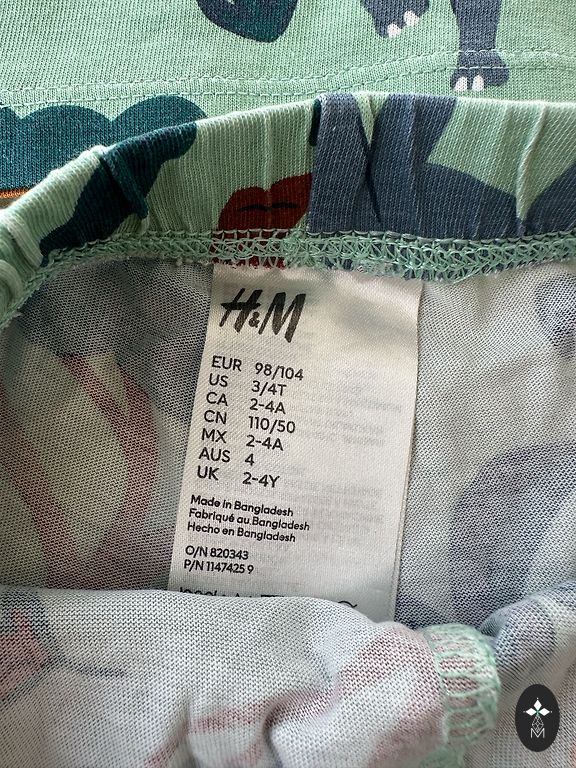 H&M
EUR 98/104
US 3/4T
CA 2-4A
CN 110/50
MX 2-4A
AUS 4
UK 2-4Y
Made in Bangladesh
Fabriqué au Bangladesh
Hecho en Bangladesh
O/N 820343
P/N 1147425 9
M